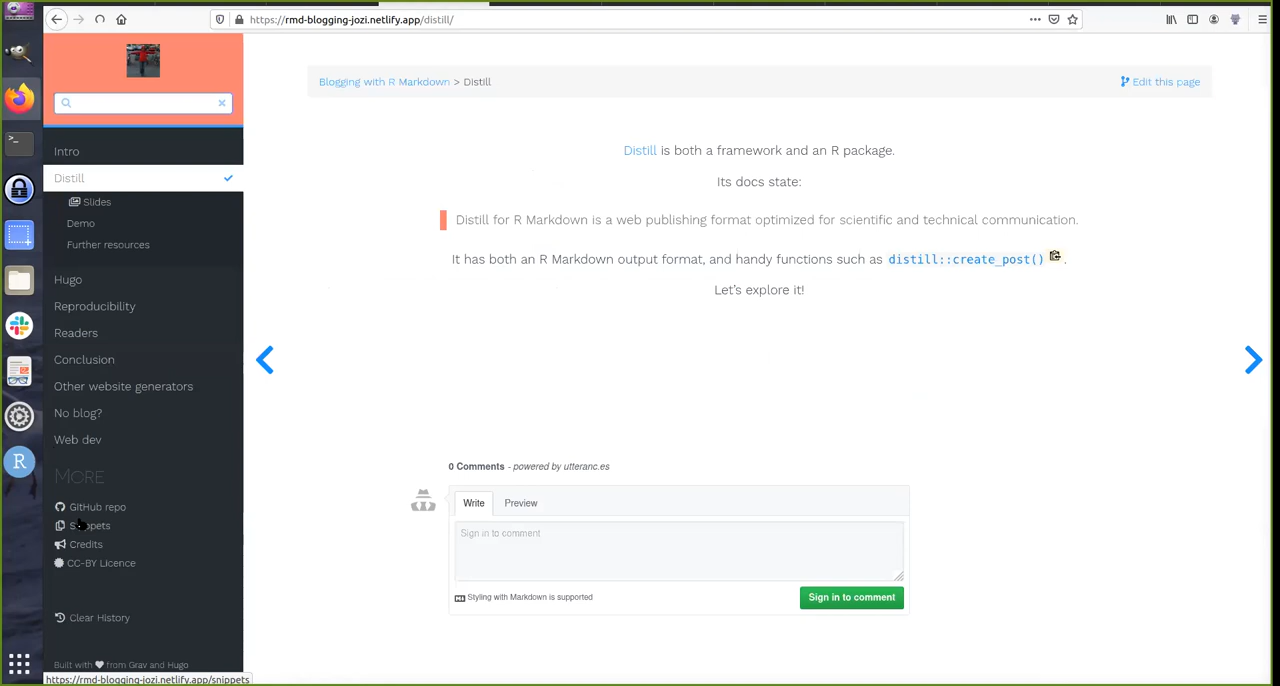 https://rmd-blogging-jozi.netlify.app/distill/
Intro
Distill
Slides
Demo
Further resources
Hugo
Reproducibility
Readers
Conclusion
Other website generators
No blog?
Web dev
More
GitHub repo
Snippets
Credits
CC-BY Licence
Clear History
Built with from Grav and Hugo
https://rmd-blogging-jozi.netlify.app/snippets
Blogging with R Markdown > Distill
Edit this page
Distill is both a framework and an R package.
Its docs state:
Distill for R Markdown is a web publishing format optimized for scientific and technical communication.
It has both an R Markdown output format, and handy functions such as distill::create_post() .
Let's explore it!
0 Comments - powered by utteranc.es
Write
Preview
Sign in to comment
Styling with Markdown is supported
Sign in to comment
R